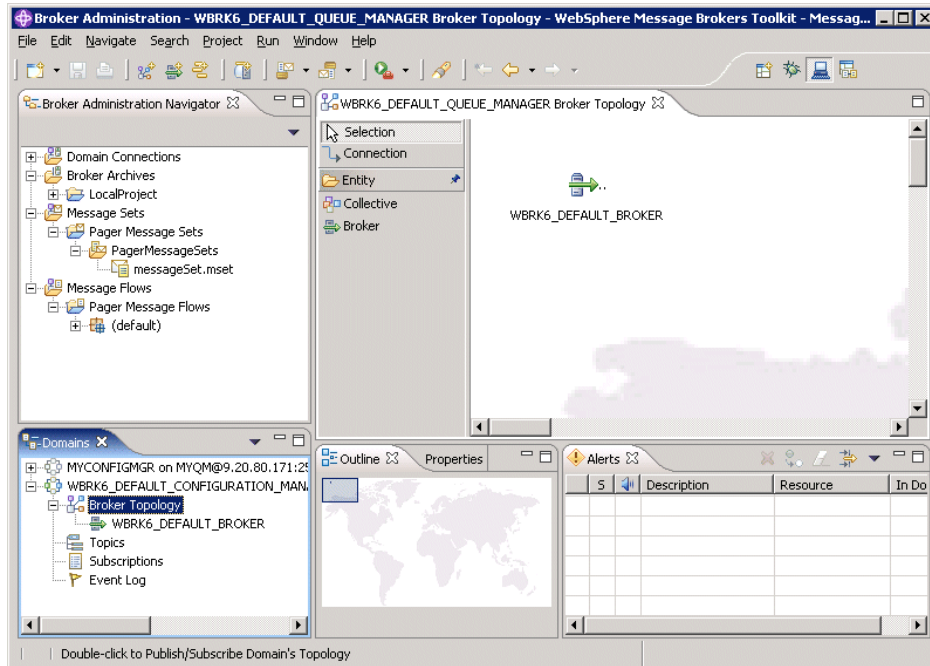 Broker Administration - WBRK6_DEFAULT_QUEUE_MANAGER Broker Topology - WebSphere Message Brokers Toolkit - Messag...
File Edit Navigate Search Project Run Window Help
Broker Administration Navigator
Domain Connections
Broker Archives
LocalProject
Message Sets
Pager Message Sets
PagerMessageSets
messageSet.mset
Message Flows
Pager Message Flows
(default)
WBRK6_DEFAULT_QUEUE_MANAGER Broker Topology
Selection
Connection
Entity
Collective
Broker
WBRK6_DEFAULT_BROKER
Domains
MYCONFIGMGR on MYQM@9.20.80.171:25
WBRK6_DEFAULT_CONFIGURATION_MAN
Broker Topology
WBRK6_DEFAULT_BROKER
Topics
Subscriptions
Event Log
Outline Properties
Alerts
S Description Resource In Do
Double-click to Publish/Subscribe Domain's Topology